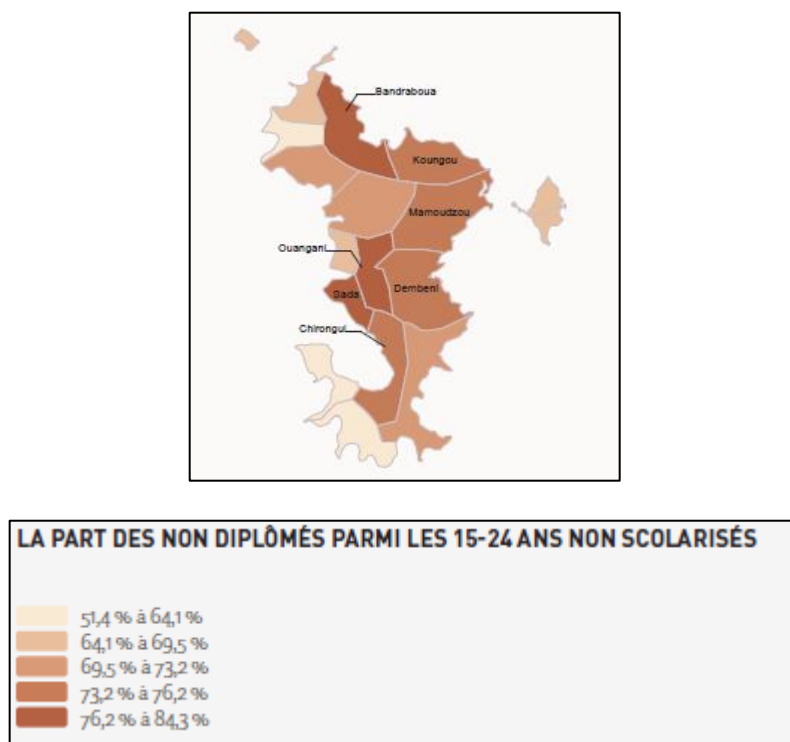 Bandraboua
Koungou
Mamoudzou
Ouangani
Sada
Dembeni
Chirongui
LA PART DES NON DIPLÔMÉS PARMI LES 15-24 ANS NON SCOLARISÉS
51,4 % à 64,1 %
64,1 % à 69,5 %
69,5 % à 73,2 %
73,2 % à 76,2 %
76,2 % à 84,3 %